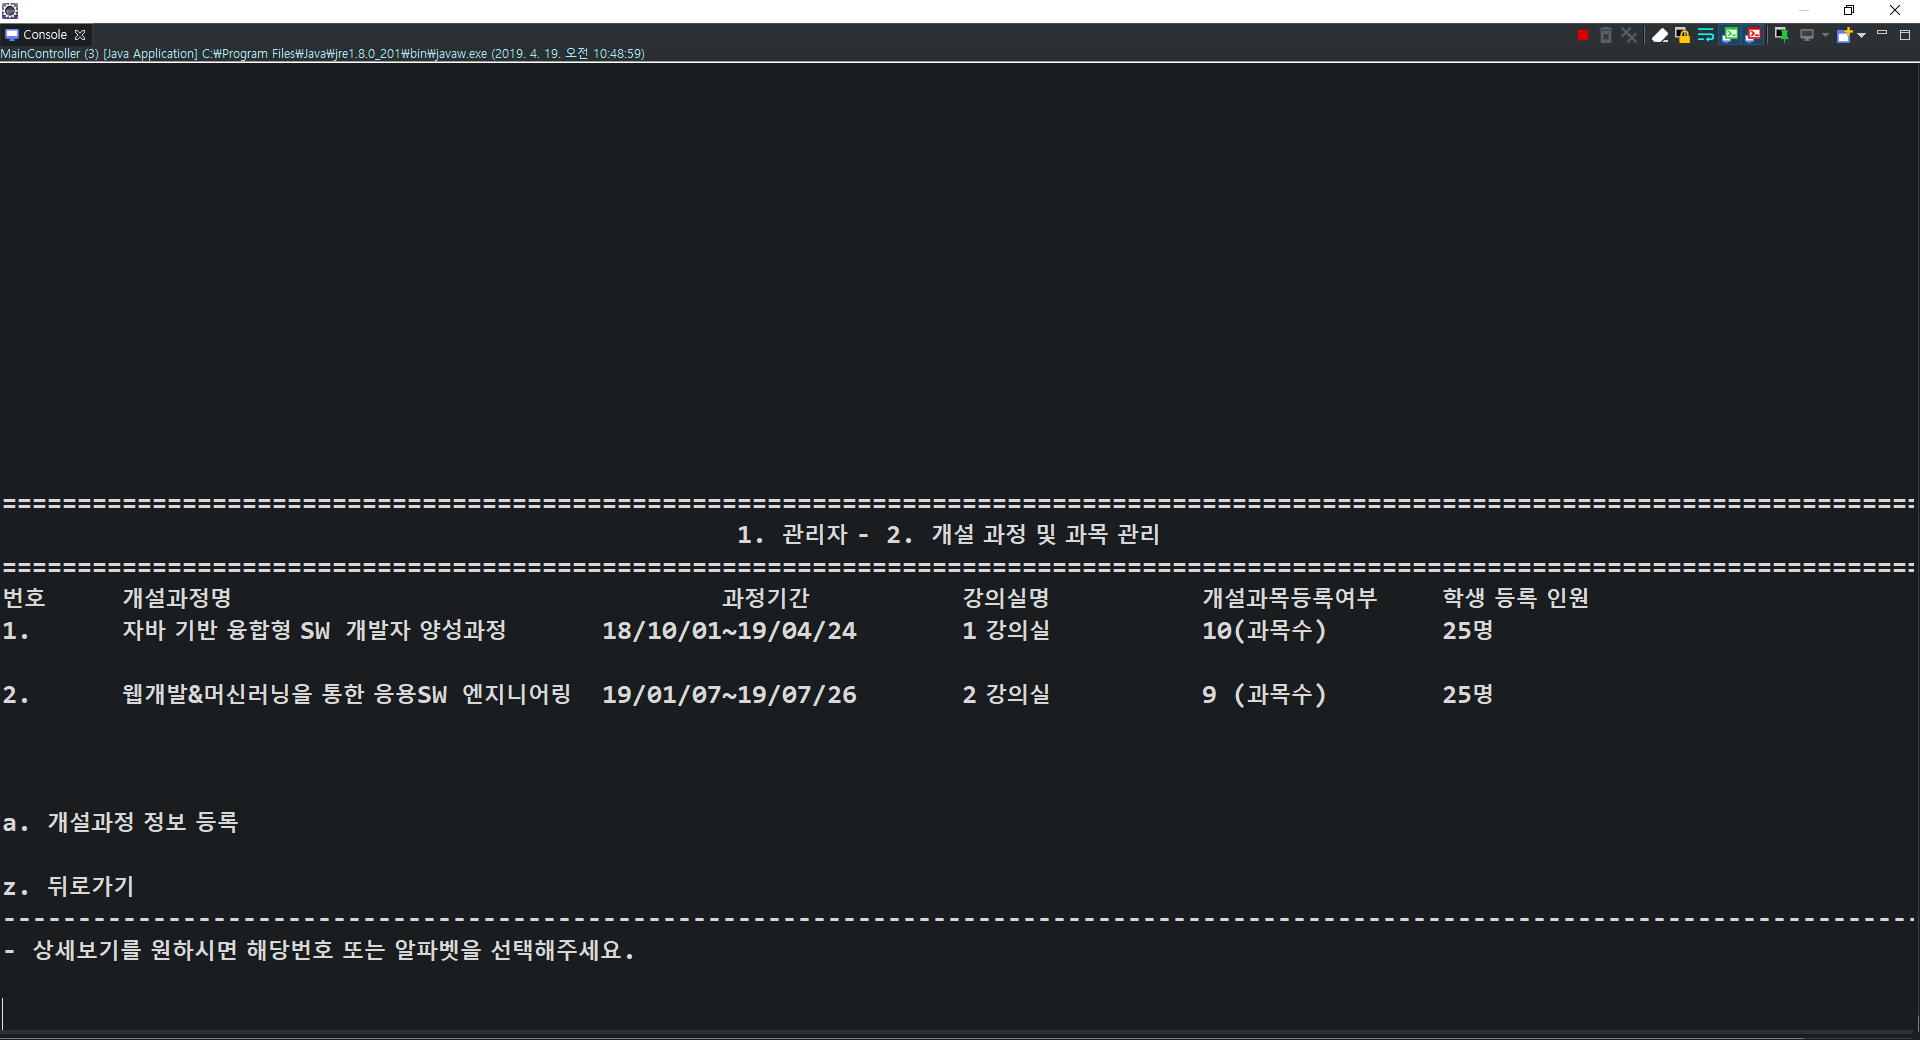 Console
MainController (3) [Java Application] C:₩Program Files₩Java₩jre1.8.0_201₩bin₩javaw.exe (2019. 4. 19. 오전 10:48:59)
================================================================================================================================
1. 관리자 - 2. 개설 과정 및 과목 관리
================================================================================================================================
번호 개설과정명 과정기간 강의실명 개설과목등록여부 학생 등록 인원
1. 자바 기반 융합형 SW 개발자 양성과정 18/10/01~19/04/24 1 강의실 10(과목수) 25명
2. 웹개발&머신러닝을 통한 응용SW 엔지니어링 19/01/07~19/07/26 2 강의실 9 (과목수) 25명
a. 개설과정 정보 등록
z. 뒤로가기
--------------------------------------------------------------------------------------------------------------------------------
- 상세보기를 원하시면 해당번호 또는 알파벳을 선택해주세요.